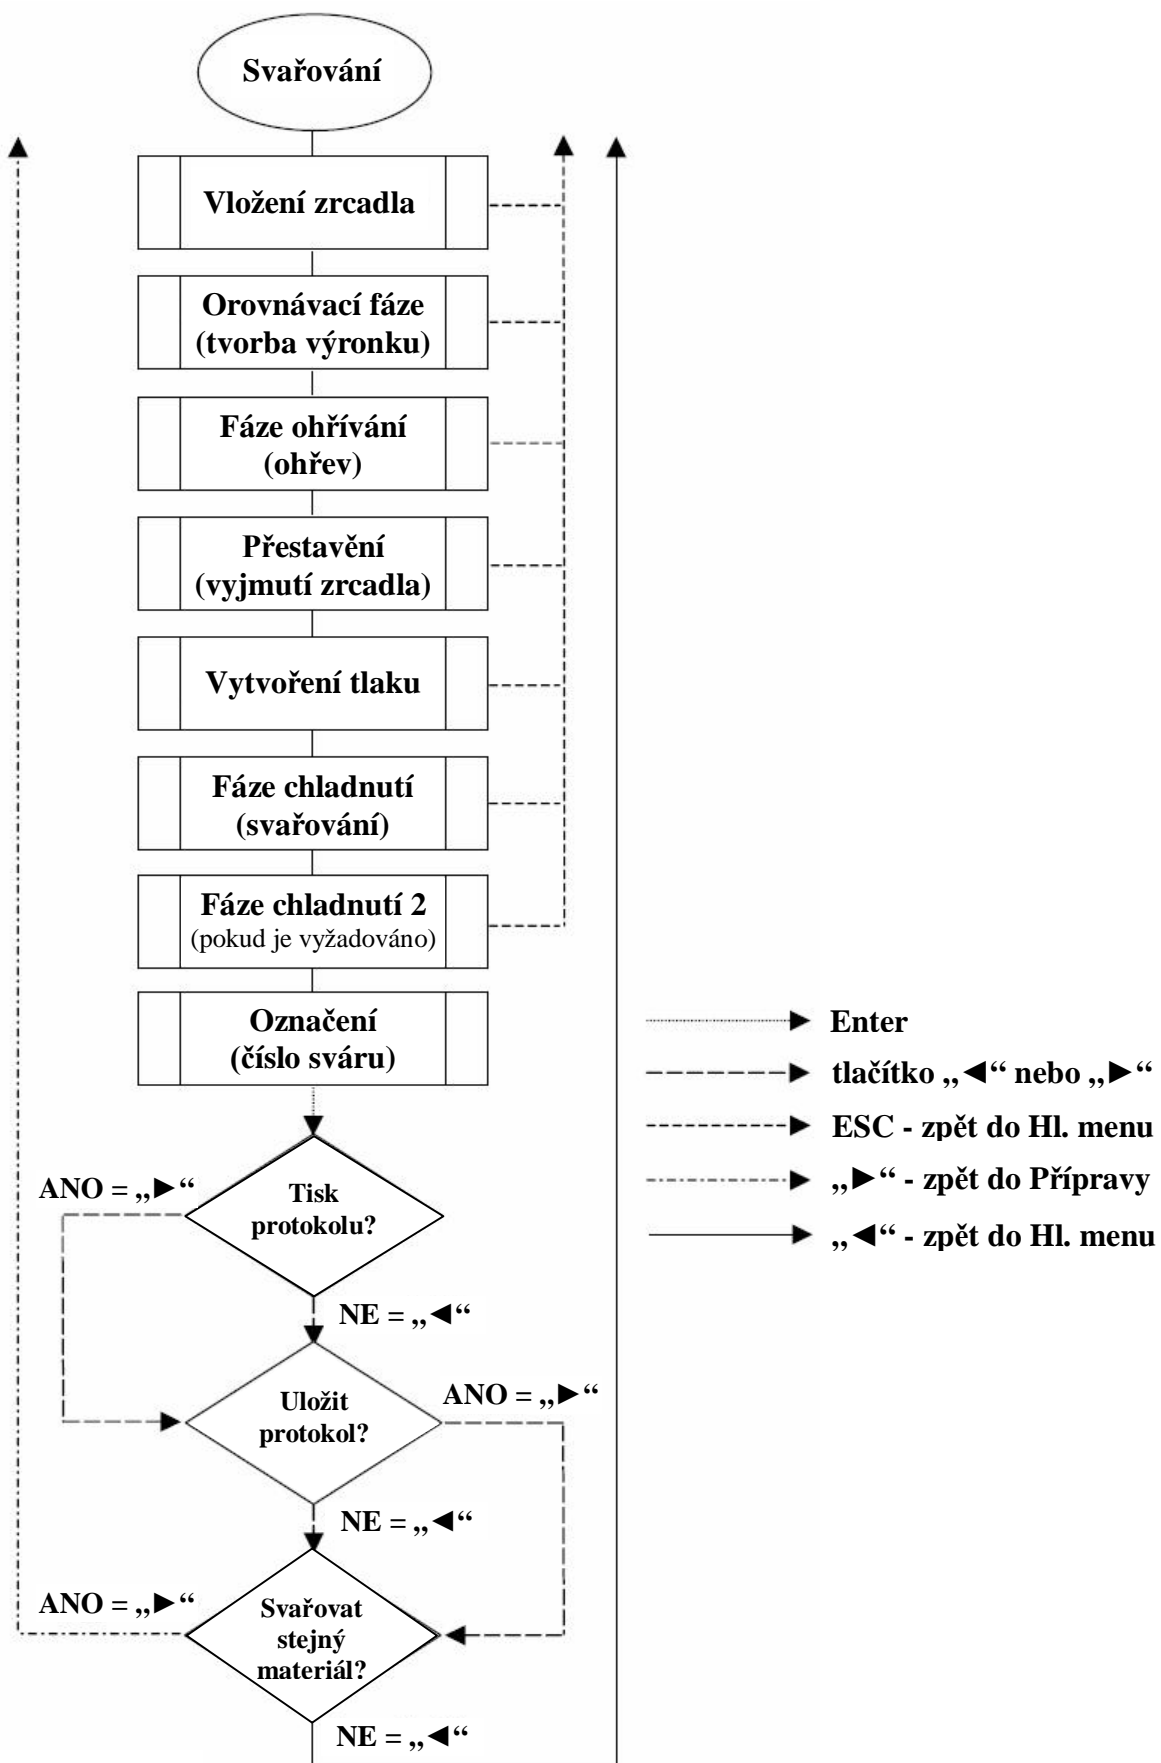 Svařování
Vložení zrcadla
Orovnávací fáze
(tvorba výronku)
Fáze ohřívání
(ohřev)
Přestavění
(vyjmutí zrcadla)
Vytvoření tlaku
Fáze chladnutí
(svařování)
Fáze chladnutí 2
(pokud je vyžadováno)
Označení
(číslo sváru)
Enter
tlačítko „◄“ nebo „►“
ESC - zpět do Hl. menu
„►“ - zpět do Přípravy
„◄“ - zpět do Hl. menu
ANO = „►“
Tisk
protokolu?
NE = „◄“
Uložit
protokol?
ANO = „►“
NE = „◄“
ANO = „►“
Svařovat
stejný
materiál?
NE = „◄“